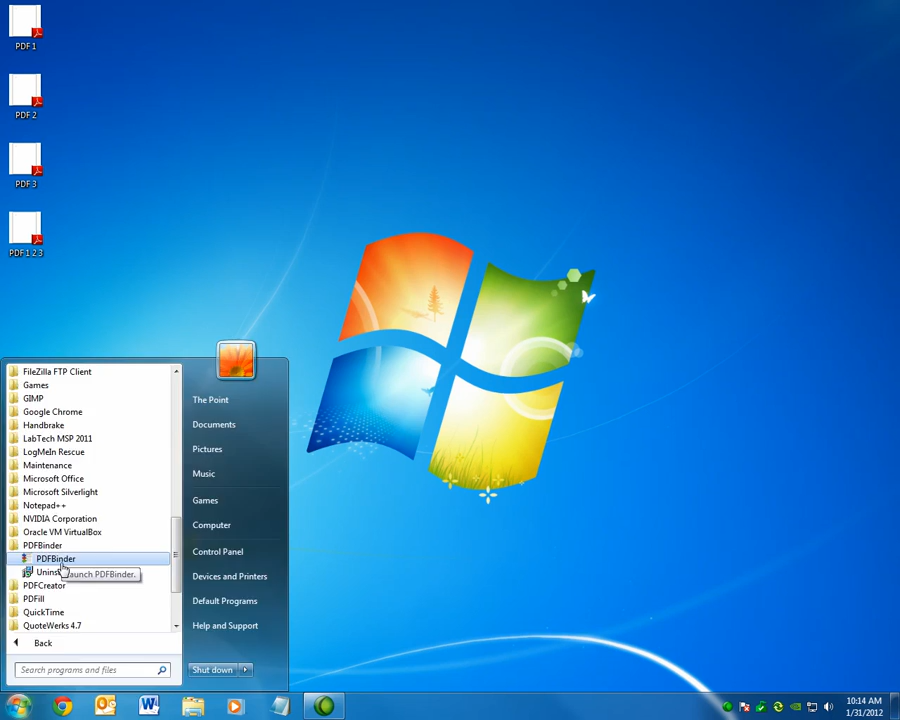 PDF 1
PDF 2
PDF 3
PDF 1 2 3
FileZilla FTP Client
Games
GIMP
Google Chrome
Handbrake
LabTech MSP 2011
LogMeIn Rescue
Maintenance
Microsoft Office
Microsoft Silverlight
Notepad++
NVIDIA Corporation
Oracle VM VirtualBox
PDFBinder
PDFBinder
Launch PDFBinder.
PDFCreator
PDFill
QuickTime
QuoteWerks 4.7
Back
Search programs and files
The Point
Documents
Pictures
Music
Games
Computer
Control Panel
Devices and Printers
Default Programs
Help and Support
Shut down
10:14 AM
1/31/2012